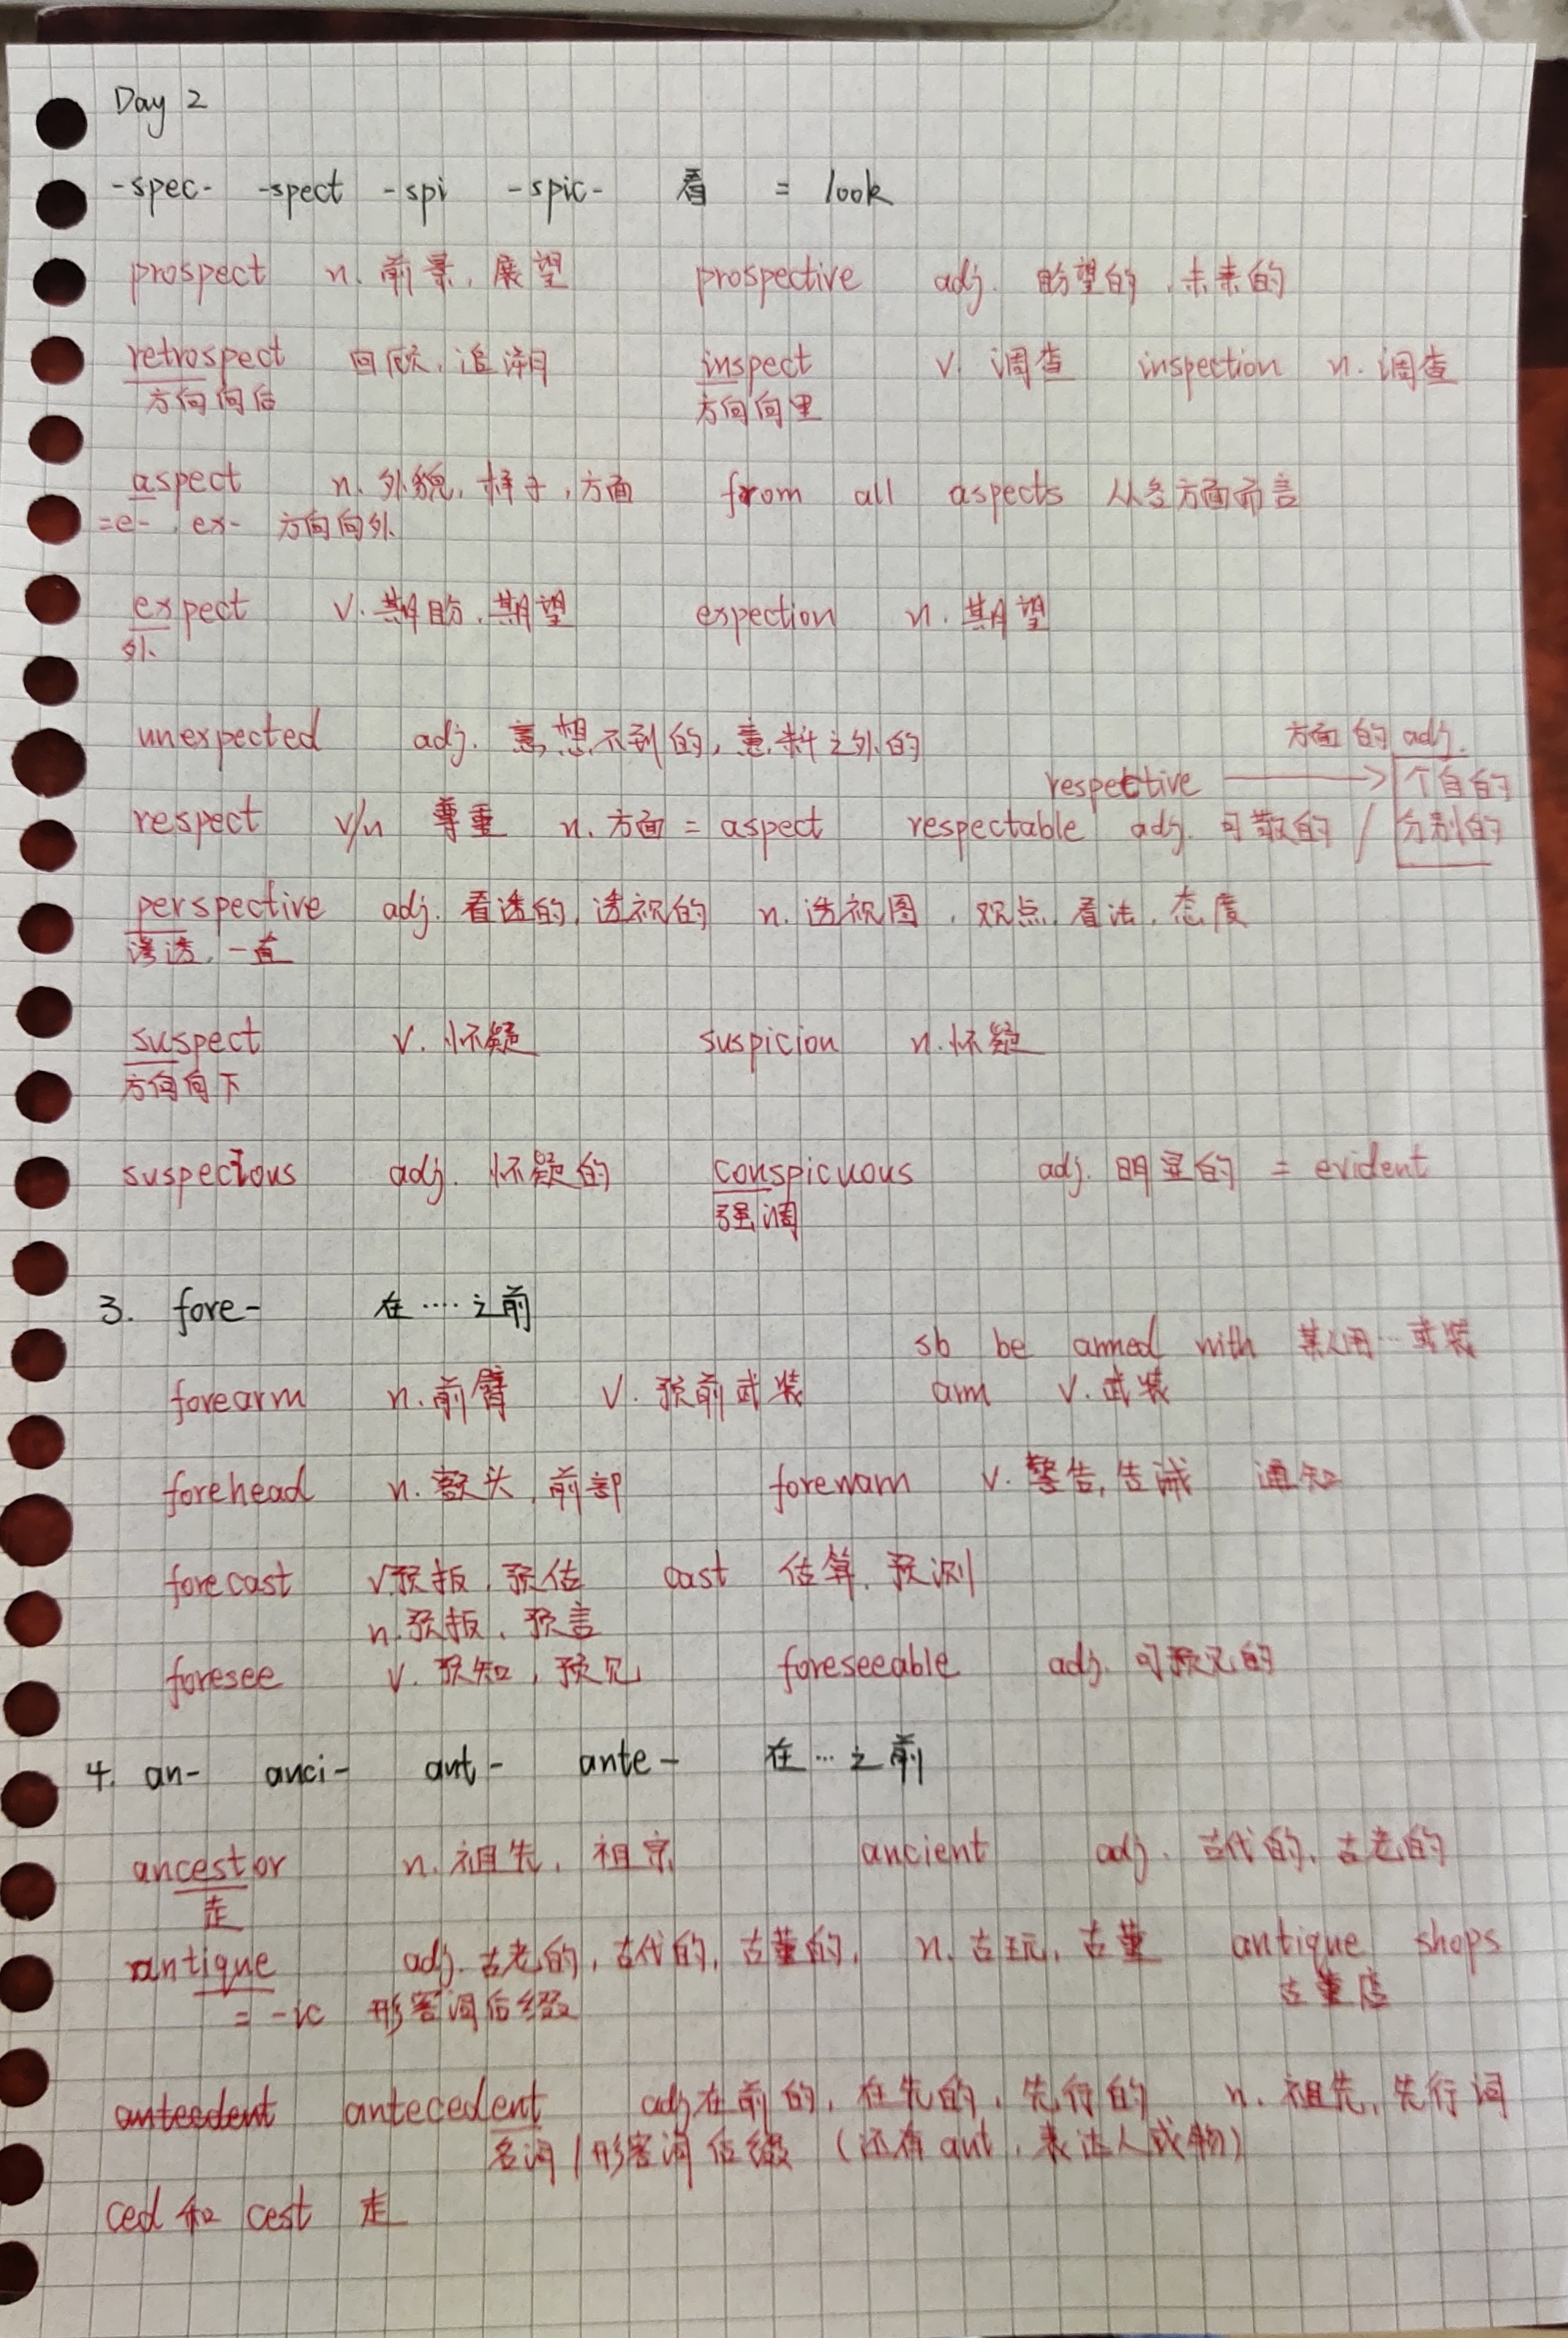 Day 2
-spec- -spect -spi -spic- 看 = look
prospect n. 前景, 展望 prospective adj. 盼望的, 未来的
retrospect 回顾, 追溯 inspect v. 调查 inspection n. 调查
方向向后 方向向里
aspect n. 外貌, 样子, 方面 from all aspects 从各方面而言
=e-, ex- 方向向外
expect v. 期盼, 期望 expection n. 期望
外
unexpected adj. 意想不到的, 意料之外的
方面的 adj.
respective → 个自的
respect v/n 尊重 n. 方面 = aspect respectable adj. 可敬的 / 分别的
perspective adj. 看透的, 透视的 n. 透视图, 观点, 看法, 态度
渗透, 一直
suspect v. 怀疑 suspicion n. 怀疑
方向向下
suspecious adj. 怀疑的 conspicuous adj. 明显的 = evident
强调
3. fore- 在····之前
sb be armed with 某人用…武装
forearm n. 前臂 v. 预前武装 arm v. 武装
forehead n. 额头, 前部 forewarn v. 警告, 告诫 通知
forecast v. 预报, 预估 cast 估算, 预测
n. 预报, 预言
foresee v. 预知, 预见 foreseeable adj. 可预见的
4. an- anci- ant- ante- 在…之前
ancestor n. 祖先, 祖宗 ancient adj. 古代的, 古老的
走
antique adj. 古老的, 古代的, 古董的, n. 古玩, 古董 antique shops
= -ic 形容词后缀 古董店
anteedent antecedent adj. 在前的, 在先的, 先行的 n. 祖先, 先行词
名词/形容词后缀 (还有ant, 表达人或物)
ced 和 cest 走